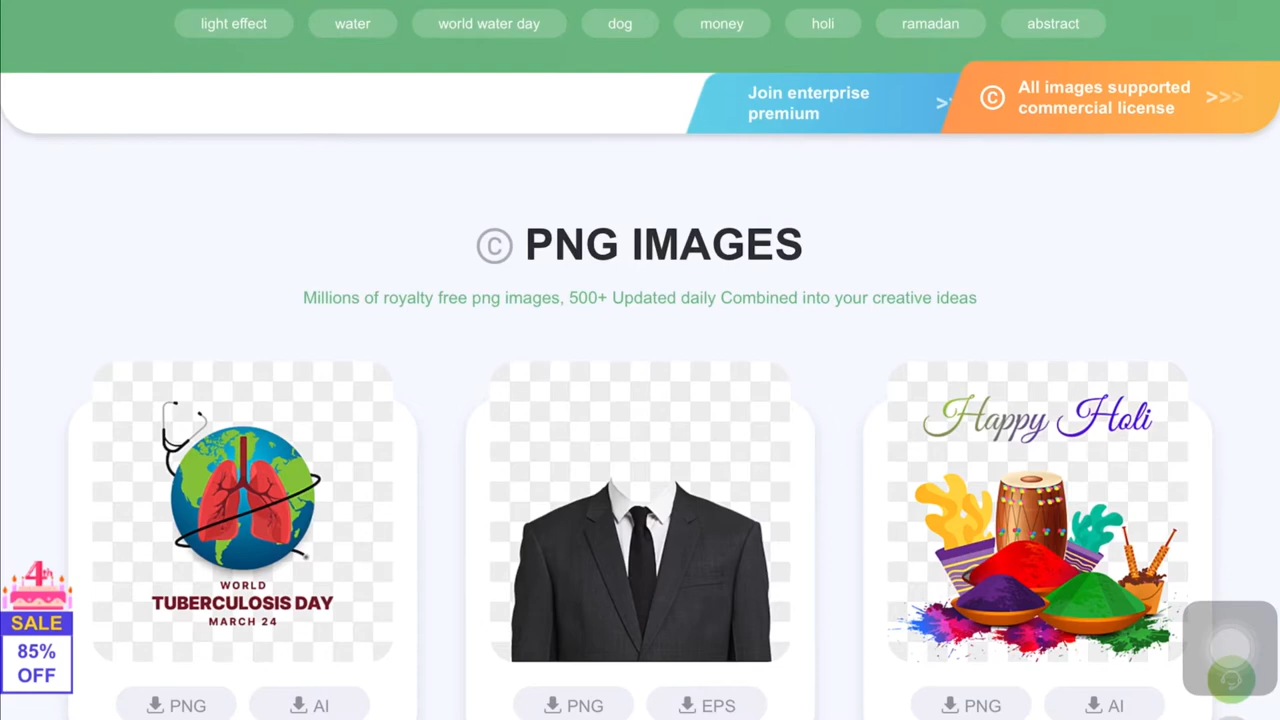 light effect
water
world water day
dog
money
holi
ramadan
abstract
Join enterprise
premium
>>
© All images supported
commercial license
>>>
© PNG IMAGES
Millions of royalty free png images, 500+ Updated daily Combined into your creative ideas
WORLD
TUBERCULOSIS DAY
MARCH 24
Happy Holi
4
SALE
85%
OFF
PNG
AI
PNG
EPS
PNG
AI